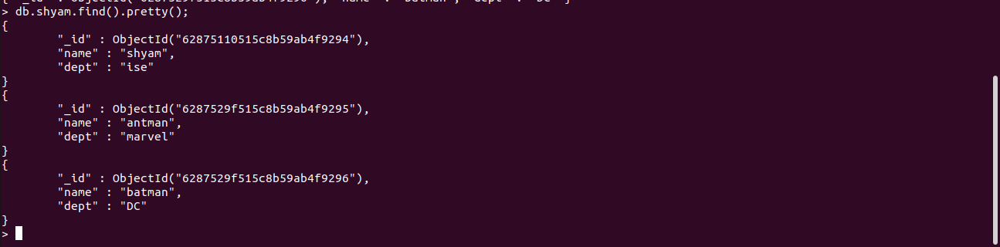 > db.shyam.find().pretty();
{
        "_id" : ObjectId("62875110515c8b59ab4f9294"),
        "name" : "shyam",
        "dept" : "ise"
}
{
        "_id" : ObjectId("6287529f515c8b59ab4f9295"),
        "name" : "antman",
        "dept" : "marvel"
}
{
        "_id" : ObjectId("6287529f515c8b59ab4f9296"),
        "name" : "batman",
        "dept" : "DC"
}
>